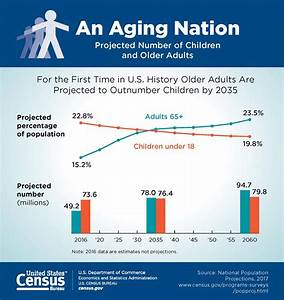 An Aging Nation
Projected Number of Children
and Older Adults
For the First Time in U.S. History Older Adults Are
Projected to Outnumber Children by 2035
Projected
percentage
of population
22.8%
Adults 65+
23.5%
Children under 18
19.8%
15.2%
Projected
number
(millions)
49.2
73.6
78.0
76.4
94.7
79.8
2016
'20
'25
'30
2035
'40
'45
'50
'55
2060
Note: 2016 data are estimates not projections.
United States®
Census
Bureau
U.S. Department of Commerce
Economics and Statistics Administration
U.S. CENSUS BUREAU
census.gov
Source: National Population
Projections, 2017
www.census.gov/programs-surveys
/popproj.html